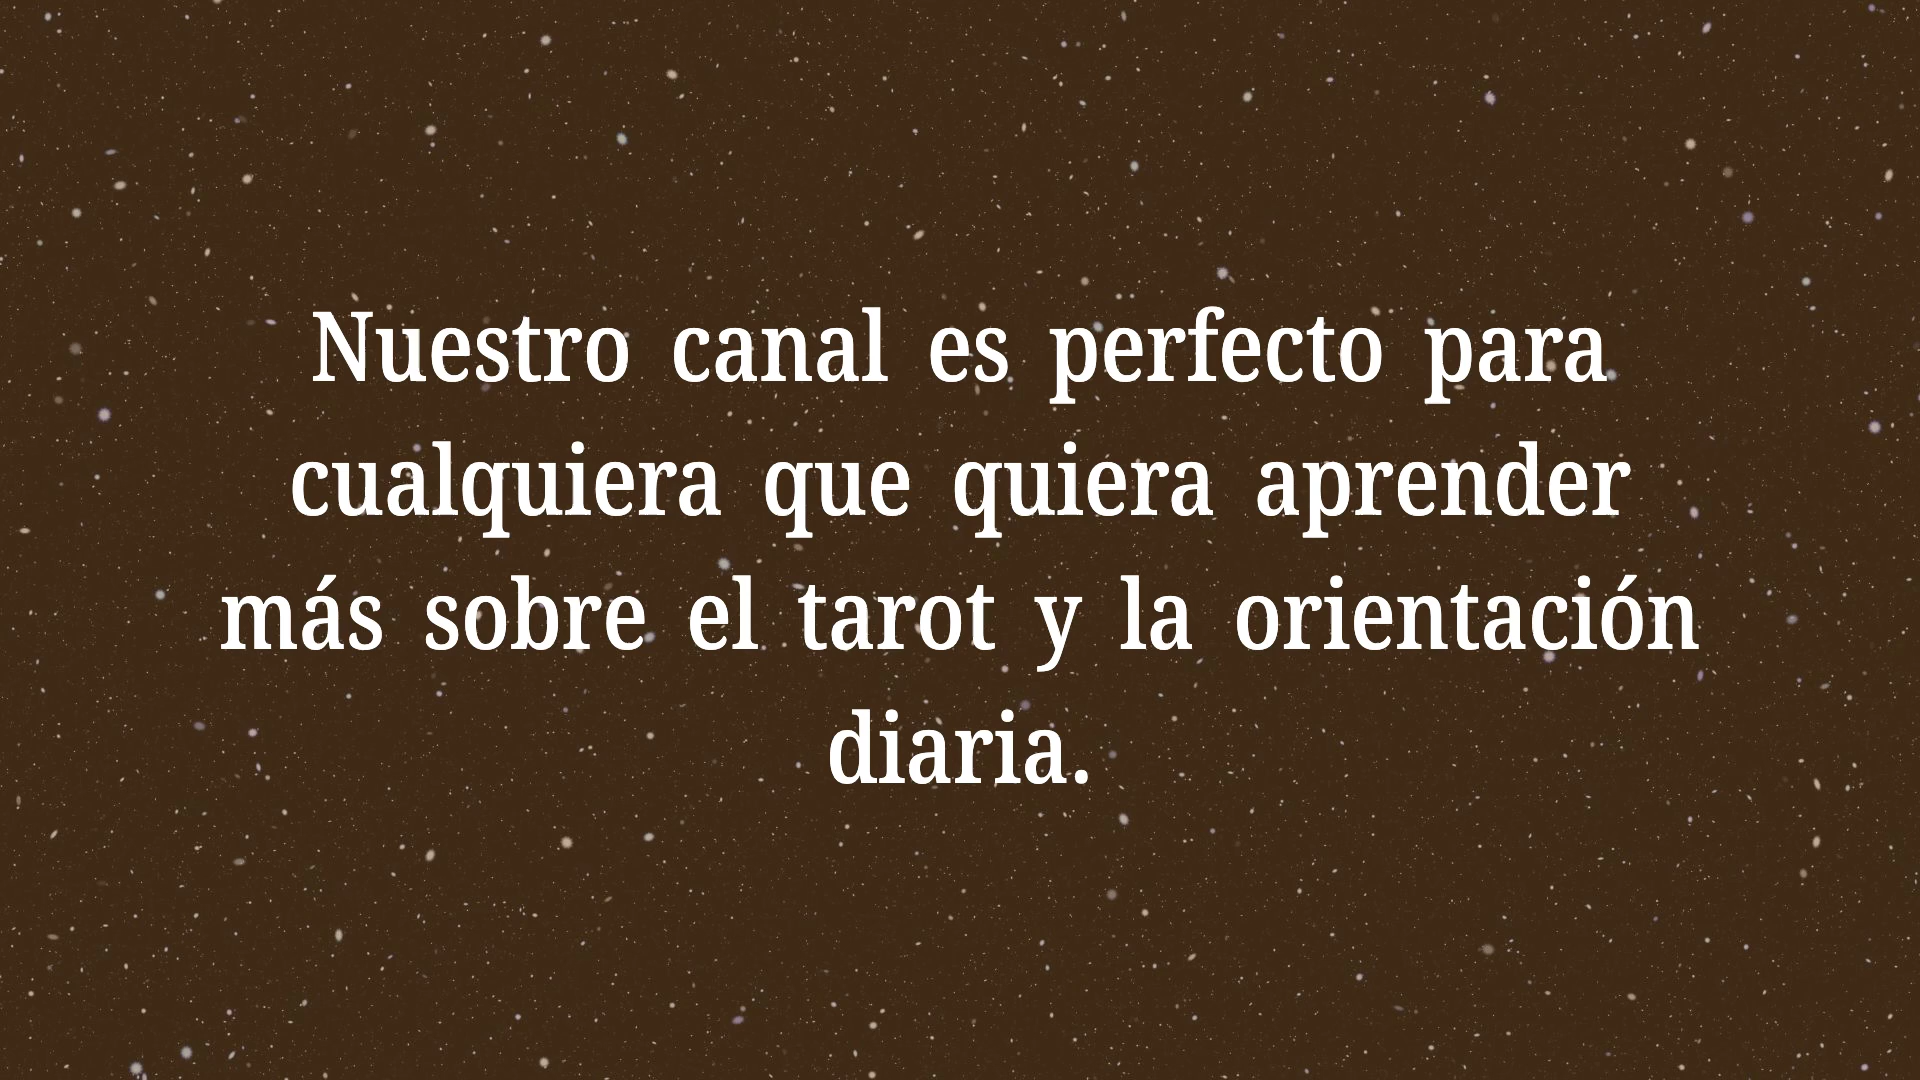 Nuestro canal es perfecto para
cualquiera que quiera aprender
más sobre el tarot y la orientación
diaria.